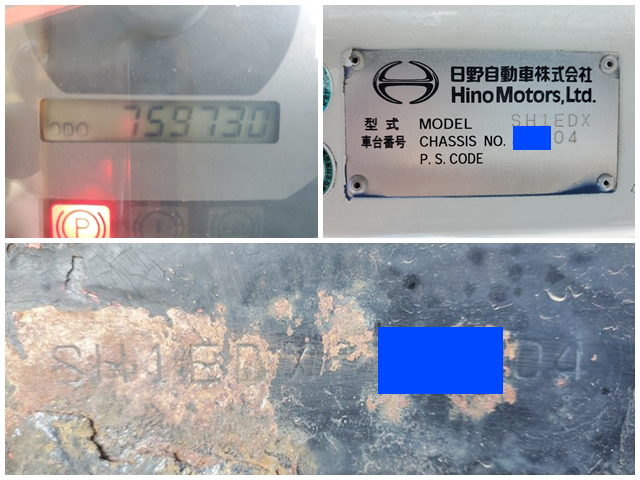 ODO 759730
P
日野自動車株式会社
Hino Motors, Ltd.
型式 MODEL SH1EDX
車台番号 CHASSIS NO. 04
P.S.CODE
SH1EDX 04